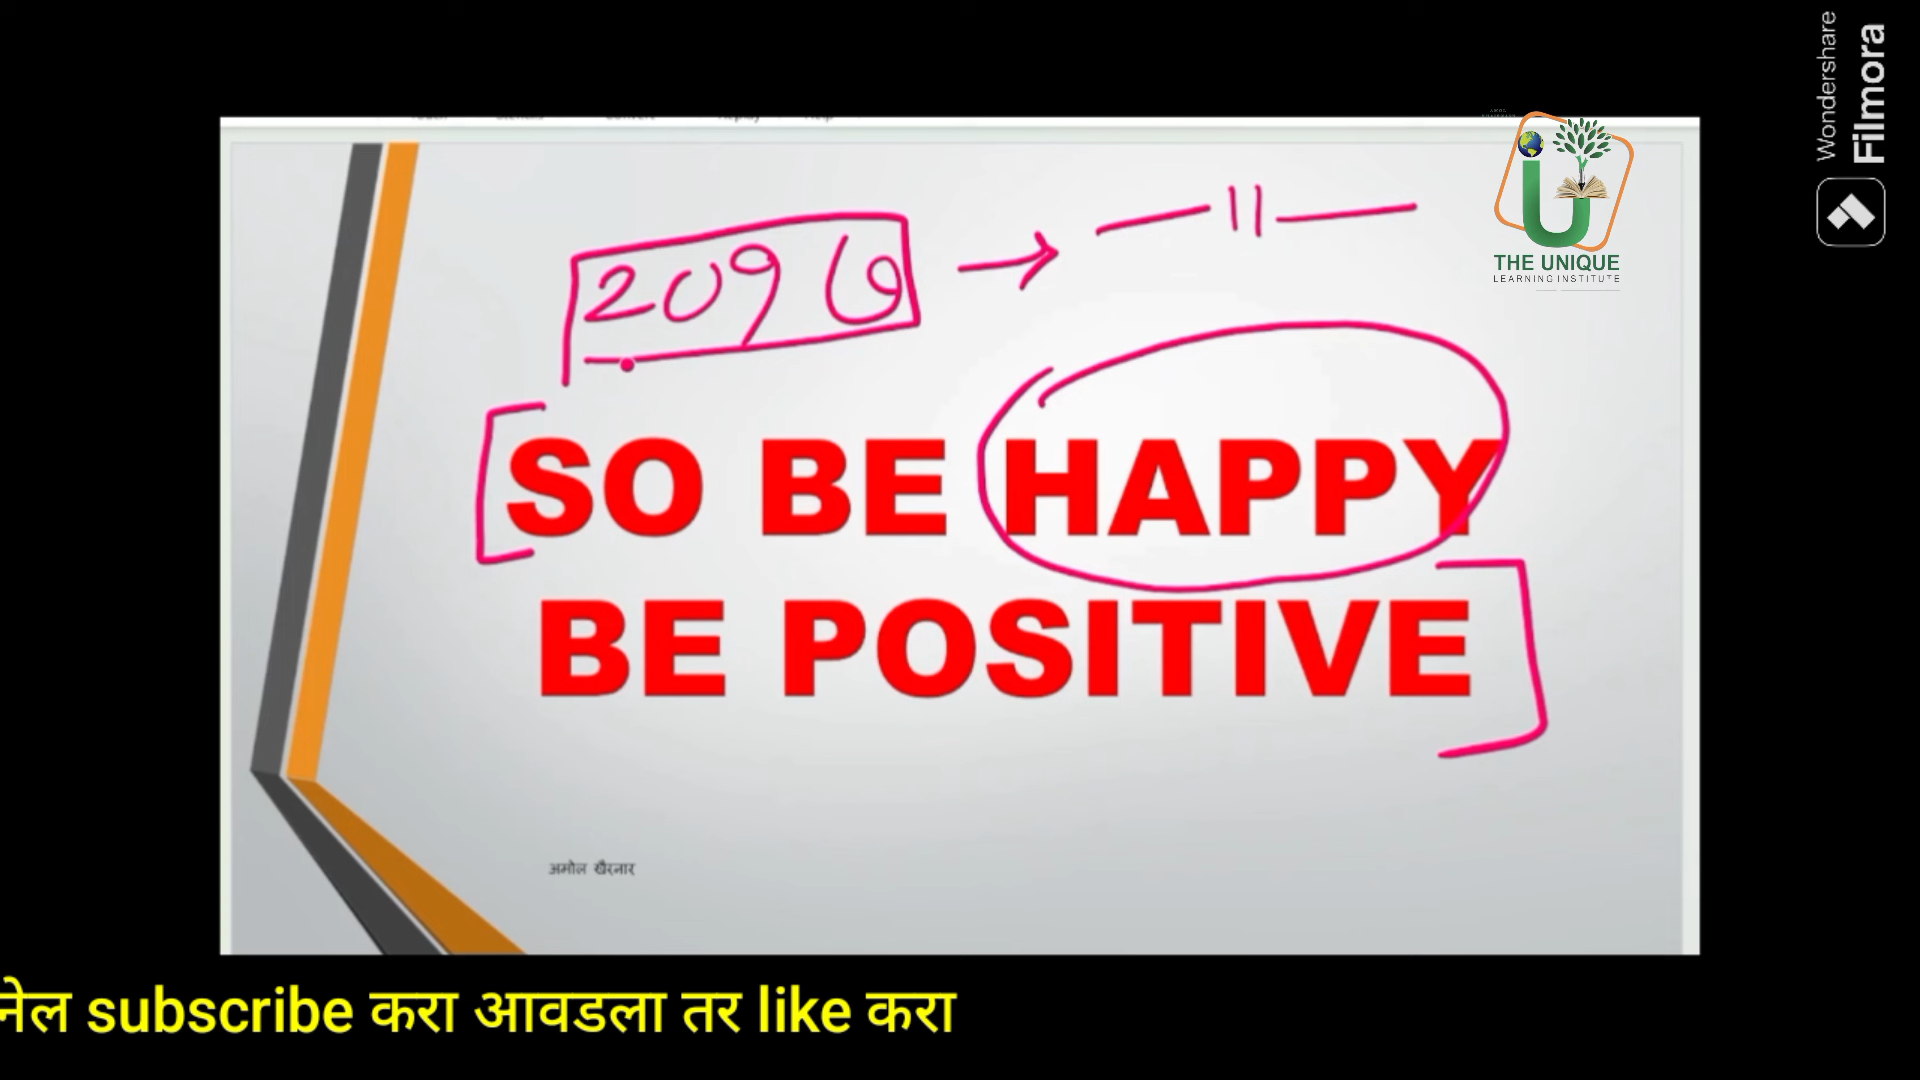 Wondershare
Filmora
THE UNIQUE
LEARNING INSTITUTE
२०१७ → — || —
SO BE HAPPY
BE POSITIVE
अमोल खैरनार
नेल subscribe करा आवडला तर like करा